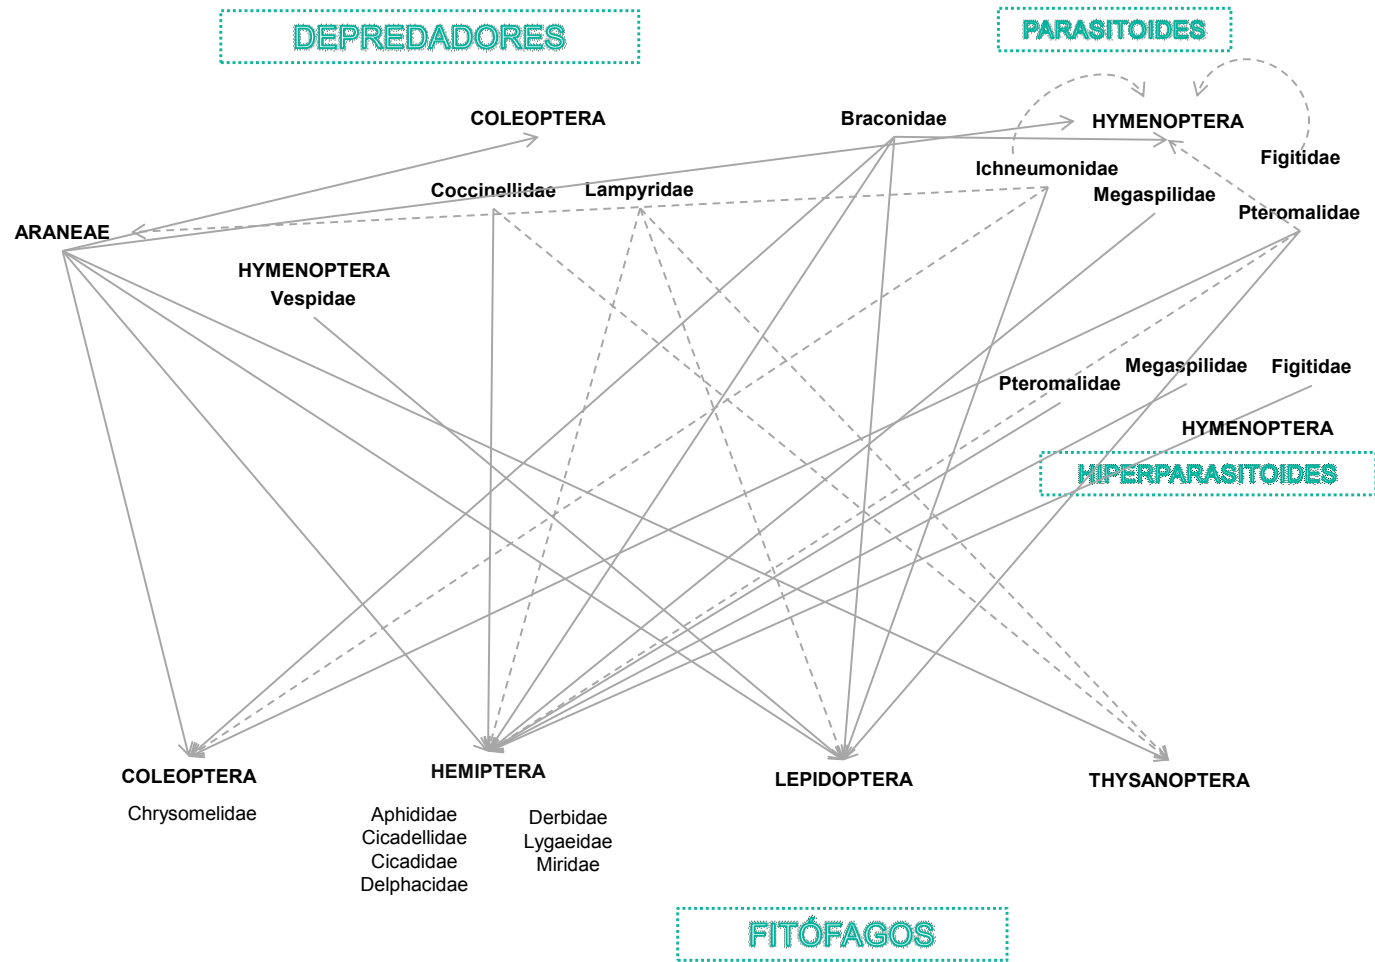 DEPREDADORES
PARASITOIDES
COLEOPTERA
Braconidae
HYMENOPTERA
Figitidae
Ichneumonidae
Coccinellidae
Lampyridae
Megaspilidae
Pteromalidae
ARANEAE
HYMENOPTERA
Vespidae
Megaspilidae
Figitidae
Pteromalidae
HYMENOPTERA
HIPERPARASITOIDES
COLEOPTERA
HEMIPTERA
LEPIDOPTERA
THYSANOPTERA
Chrysomelidae
Aphididae
Cicadellidae
Cicadidae
Delphacidae
Derbidae
Lygaeidae
Miridae
FITÓFAGOS